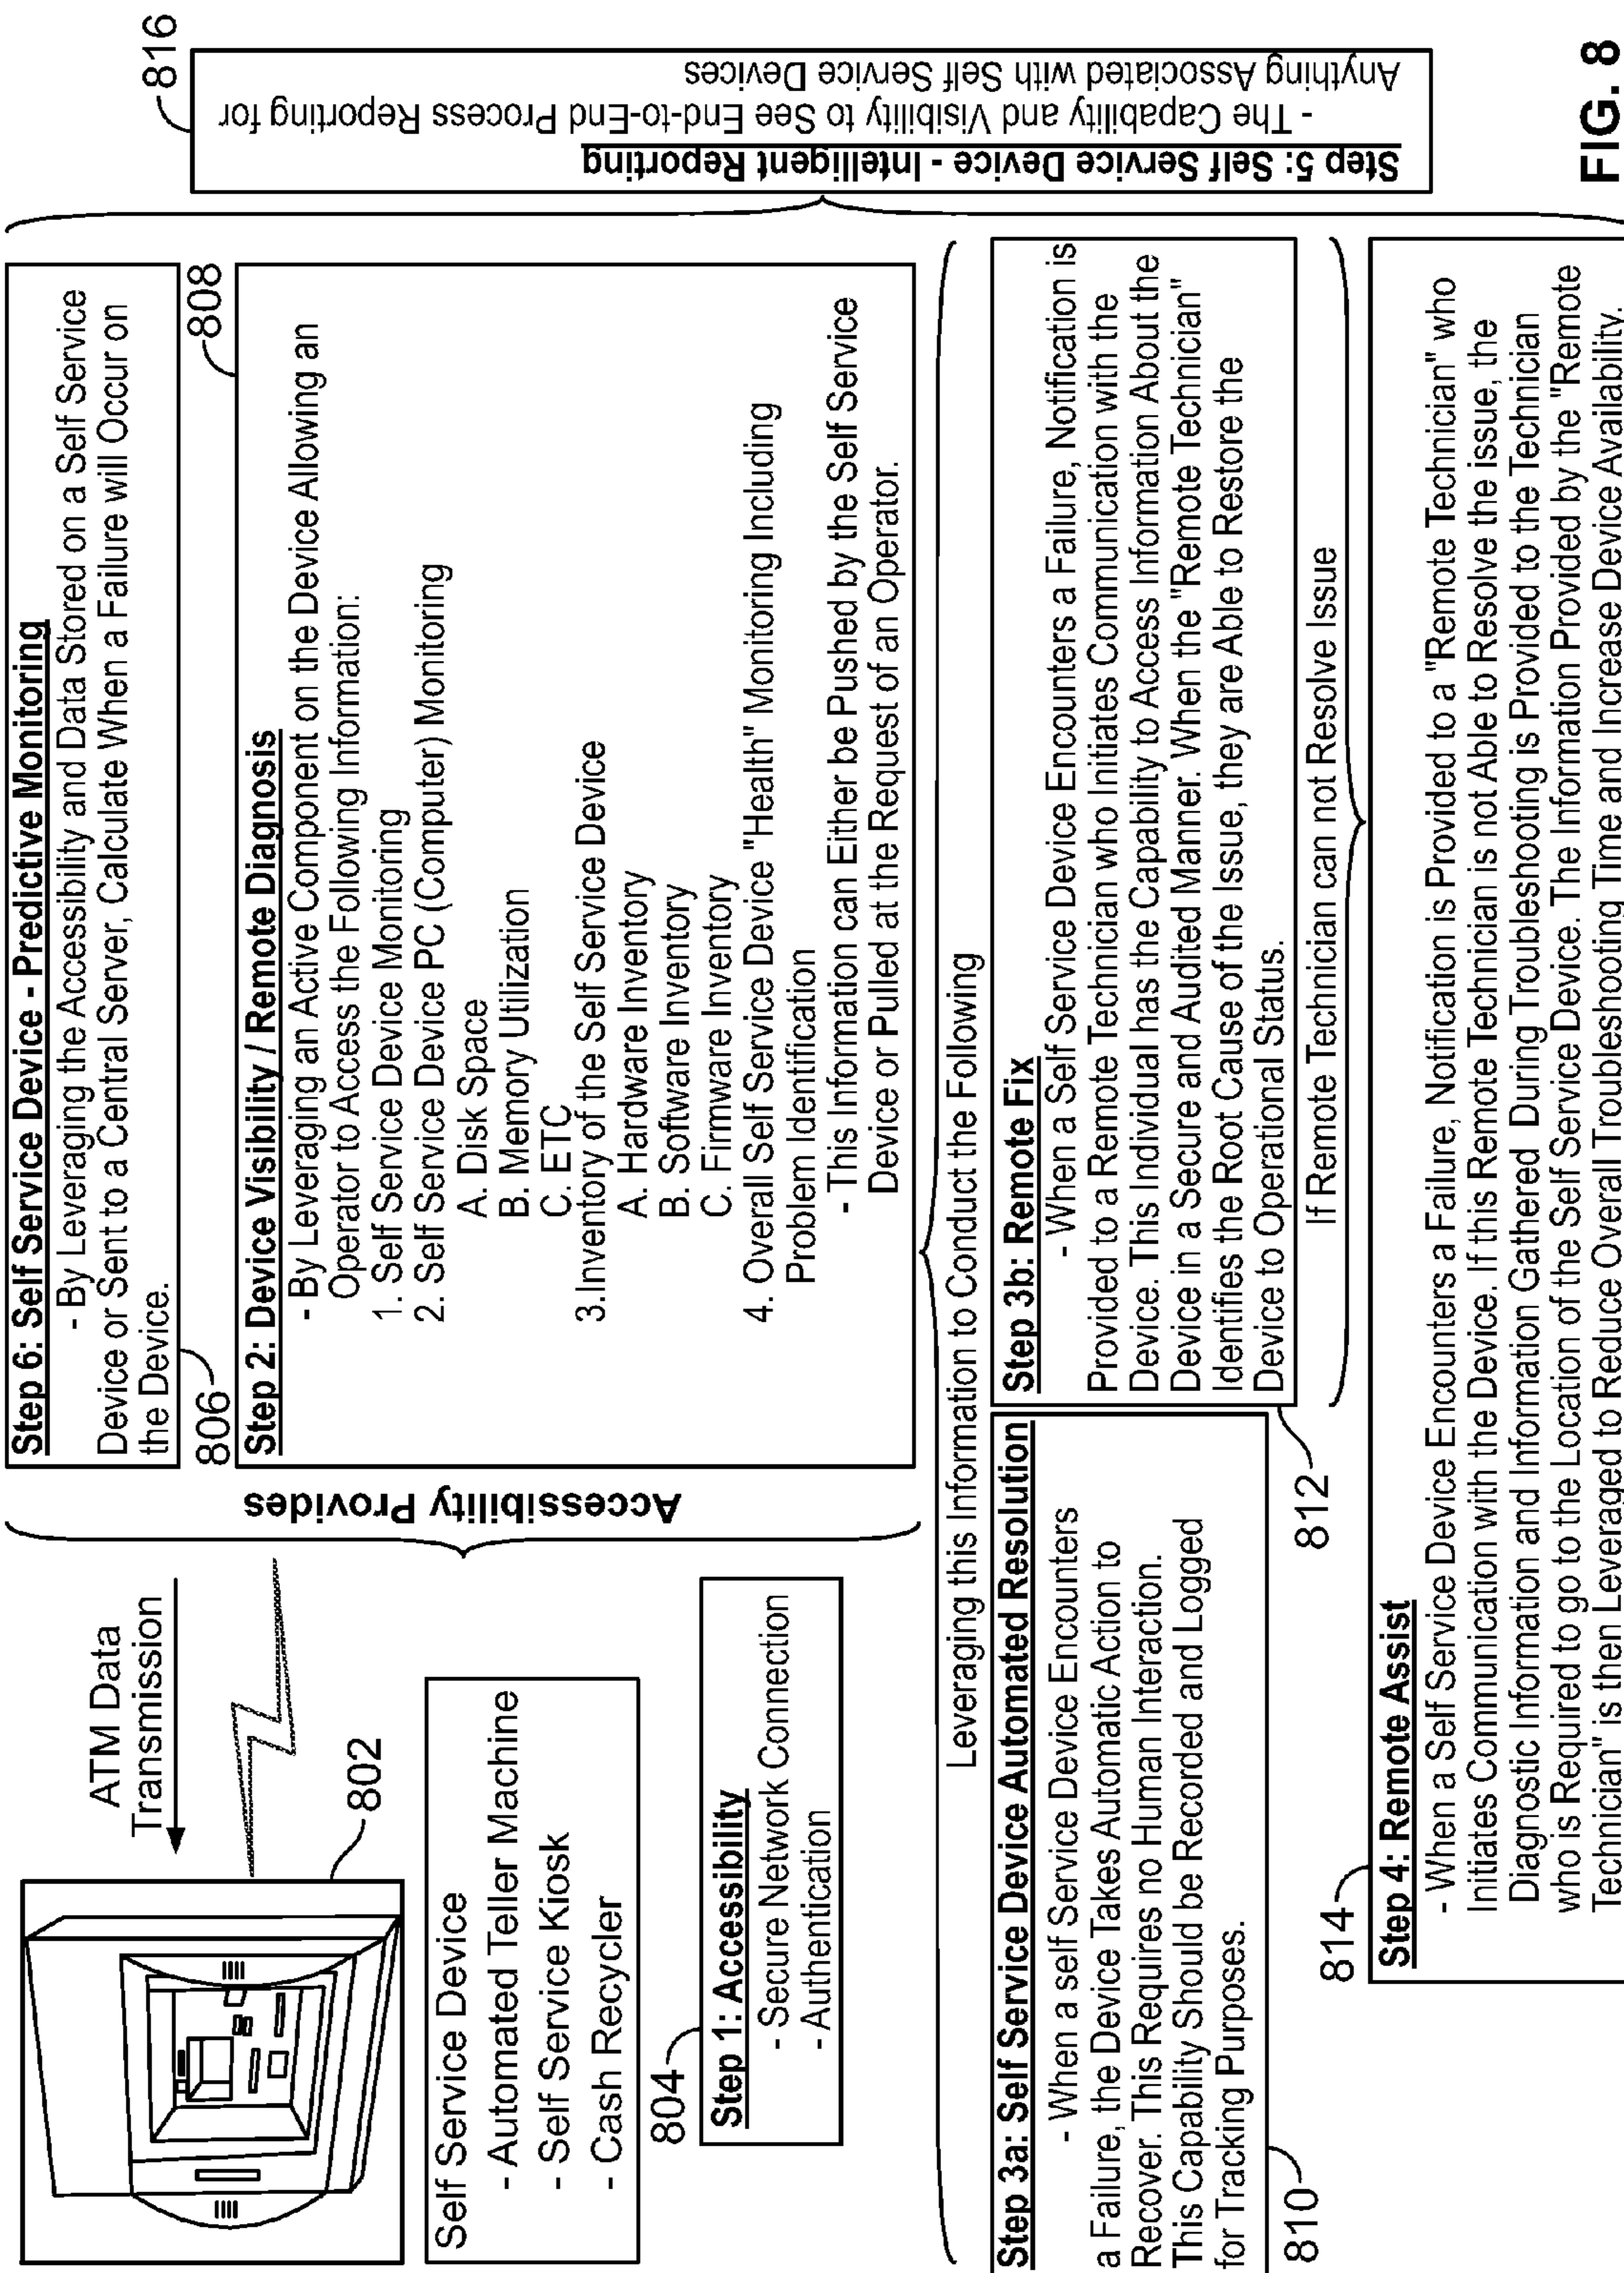 ATM Data
Transmission
802
Self Service Device
- Automated Teller Machine
- Self Service Kiosk
- Cash Recycler
804
Step 1: Accessibility
- Secure Network Connection
- Authentication
Accessibility Provides
Step 6: Self Service Device - Predictive Monitoring
- By Leveraging the Accessibility and Data Stored on a Self Service
Device or Sent to a Central Server, Calculate When a Failure will Occur on
the Device.
806
808
Step 2: Device Visibility / Remote Diagnosis
- By Leveraging an Active Component on the Device Allowing an
Operator to Access the Following Information:
1. Self Service Device Monitoring
2. Self Service Device PC (Computer) Monitoring
A. Disk Space
B. Memory Utilization
C. ETC
3.Inventory of the Self Service Device
A. Hardware Inventory
B. Software Inventory
C. Firmware Inventory
4. Overall Self Service Device "Health" Monitoring Including
Problem Identification
- This Information can Either be Pushed by the Self Service
Device or Pulled at the Request of an Operator.
Leveraging this Information to Conduct the Following
Step 3a: Self Service Device Automated Resolution
- When a self Service Device Encounters
a Failure, the Device Takes Automatic Action to
Recover. This Requires no Human Interaction.
This Capability Should be Recorded and Logged
for Tracking Purposes.
810
Step 3b: Remote Fix
- When a Self Service Device Encounters a Failure, Notification is
Provided to a Remote Technician who Initiates Communication with the
Device. This Individual has the Capability to Access Information About the
Device in a Secure and Audited Manner. When the "Remote Technician"
Identifies the Root Cause of the Issue, they are Able to Restore the
Device to Operational Status.
812
If Remote Technician can not Resolve Issue
814
Step 4: Remote Assist
- When a Self Service Device Encounters a Failure, Notification is Provided to a "Remote Technician" who
Initiates Communication with the Device. If this Remote Technician is not Able to Resolve the issue, the
Diagnostic Information and Information Gathered During Troubleshooting is Provided to the Technician
who is Required to go to the Location of the Self Service Device. The Information Provided by the "Remote
Technician" is then Leveraged to Reduce Overall Troubleshooting Time and Increase Device Availability.
816
Step 5: Self Service Device - Intelligent Reporting
- The Capability and Visibility to See End-to-End Process Reporting for
Anything Associated with Self Service Devices
FIG. 8